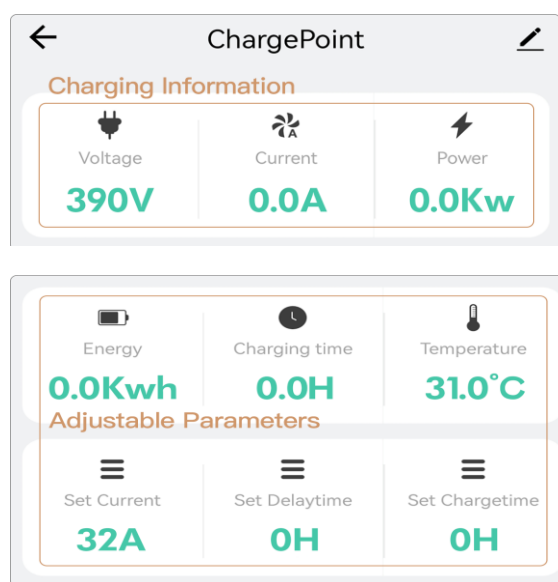 ChargePoint
Charging Information
Voltage Current Power
390V 0.0A 0.0Kw
Energy Charging time Temperature
0.0Kwh 0.0H 31.0°C
Adjustable Parameters
Set Current Set Delaytime Set Chargetime
32A 0H 0H